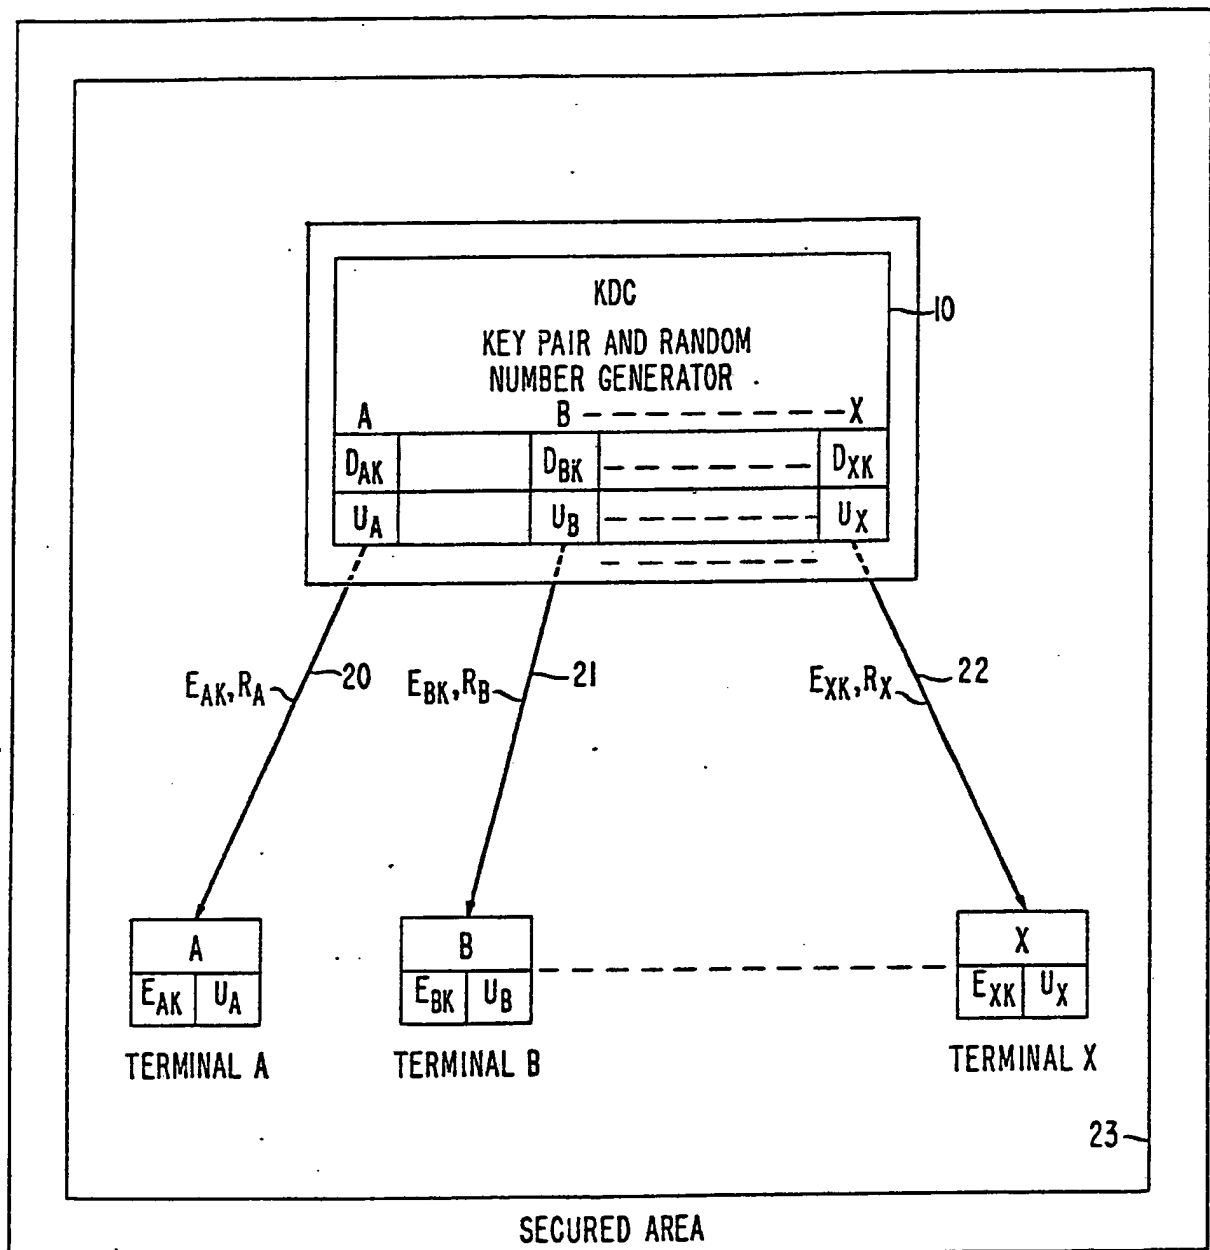 KDC
10
KEY PAIR AND RANDOM
NUMBER GENERATOR
A B X
D_AK D_BK D_XK
U_A U_B U_X
E_AK, R_A 20 E_BK, R_B 21 E_XK, R_X 22
A B X
E_AK U_A E_BK U_B E_XK U_X
TERMINAL A TERMINAL B TERMINAL X
23
SECURED AREA